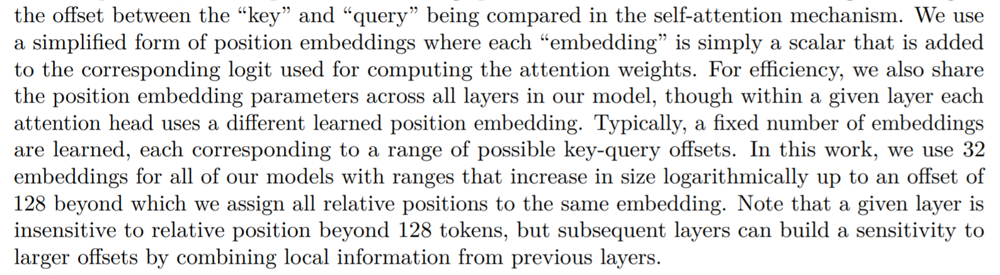 the offset between the “key” and “query” being compared in the self-attention mechanism. We use
a simplified form of position embeddings where each “embedding” is simply a scalar that is added
to the corresponding logit used for computing the attention weights. For efficiency, we also share
the position embedding parameters across all layers in our model, though within a given layer each
attention head uses a different learned position embedding. Typically, a fixed number of embeddings
are learned, each corresponding to a range of possible key-query offsets. In this work, we use 32
embeddings for all of our models with ranges that increase in size logarithmically up to an offset of
128 beyond which we assign all relative positions to the same embedding. Note that a given layer is
insensitive to relative position beyond 128 tokens, but subsequent layers can build a sensitivity to
larger offsets by combining local information from previous layers.